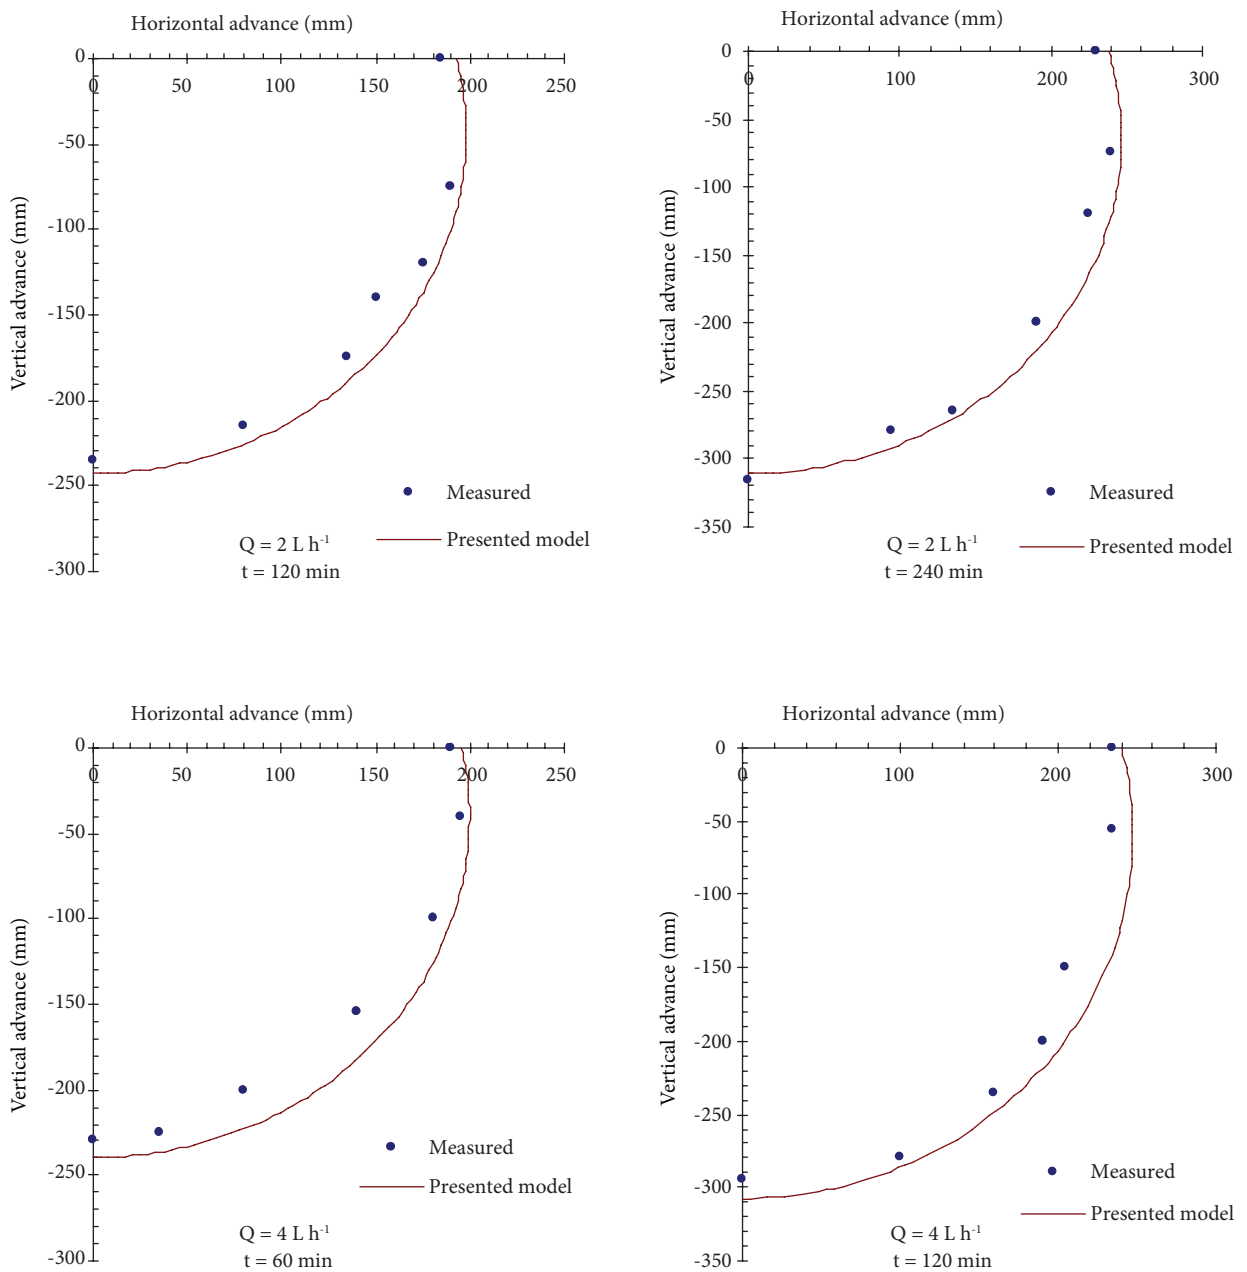 Horizontal advance (mm)
0
0 50 100 150 200 250
-50
-100
-150
-200
-250
-300
Vertical advance (mm)
Measured
Presented model
Q = 2 L h-1
t = 120 min
Horizontal advance (mm)
0
0 100 200 300
-50
-100
-150
-200
-250
-300
-350
Vertical advance (mm)
Measured
Presented model
Q = 2 L h-1
t = 240 min
Horizontal advance (mm)
0
0 50 100 150 200 250
-50
-100
-150
-200
-250
-300
Vertical advance (mm)
Measured
Presented model
Q = 4 L h-1
t = 60 min
Horizontal advance (mm)
0
0 100 200 300
-50
-100
-150
-200
-250
-300
-350
Vertical advance (mm)
Measured
Presented model
Q = 4 L h-1
t = 120 min